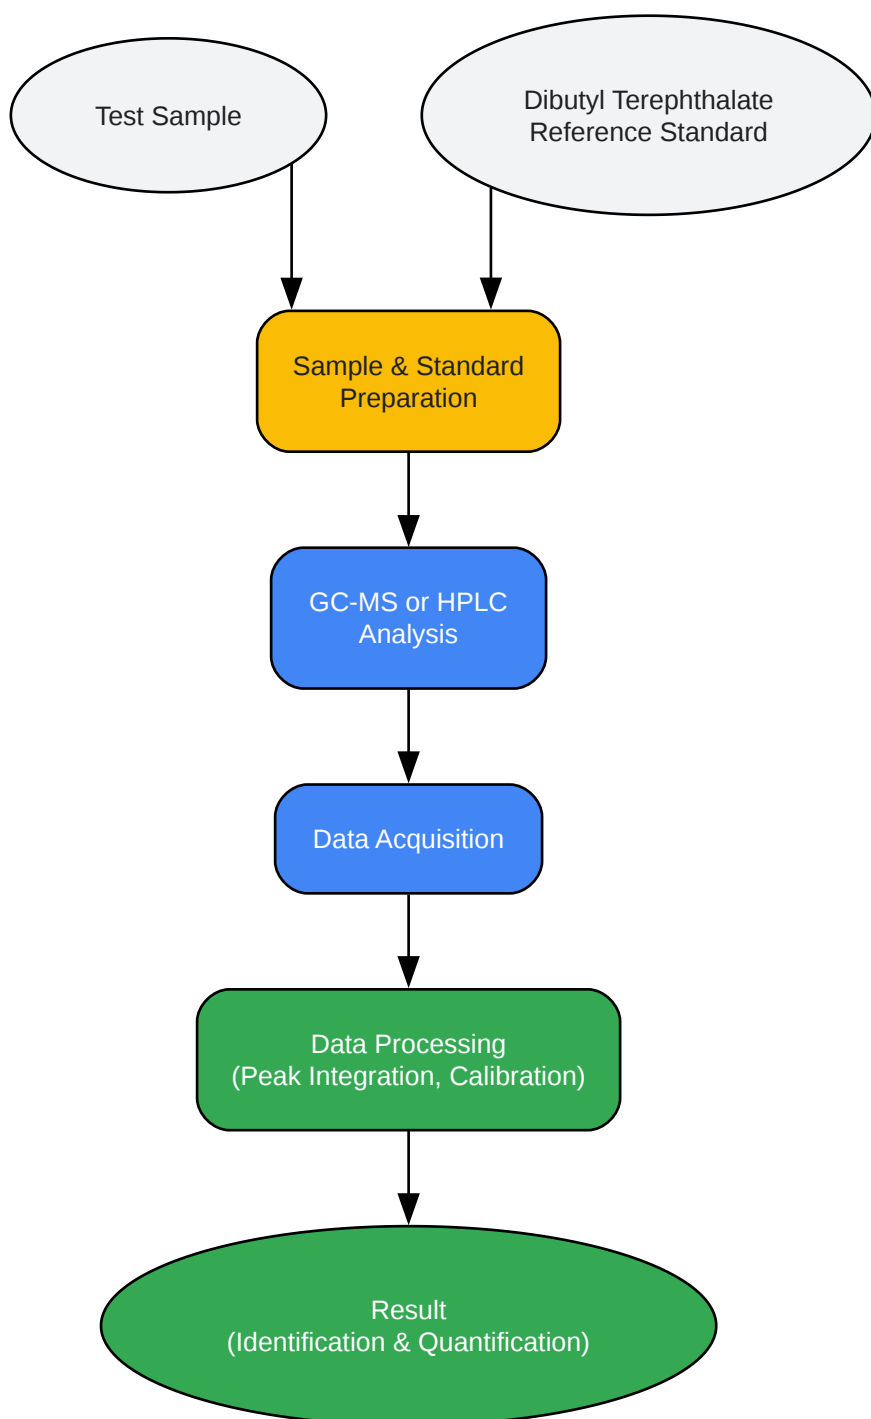 Test Sample
Dibutyl Terephthalate
Reference Standard
Sample & Standard
Preparation
GC-MS or HPLC
Analysis
Data Acquisition
Data Processing
(Peak Integration, Calibration)
Result
(Identification & Quantification)